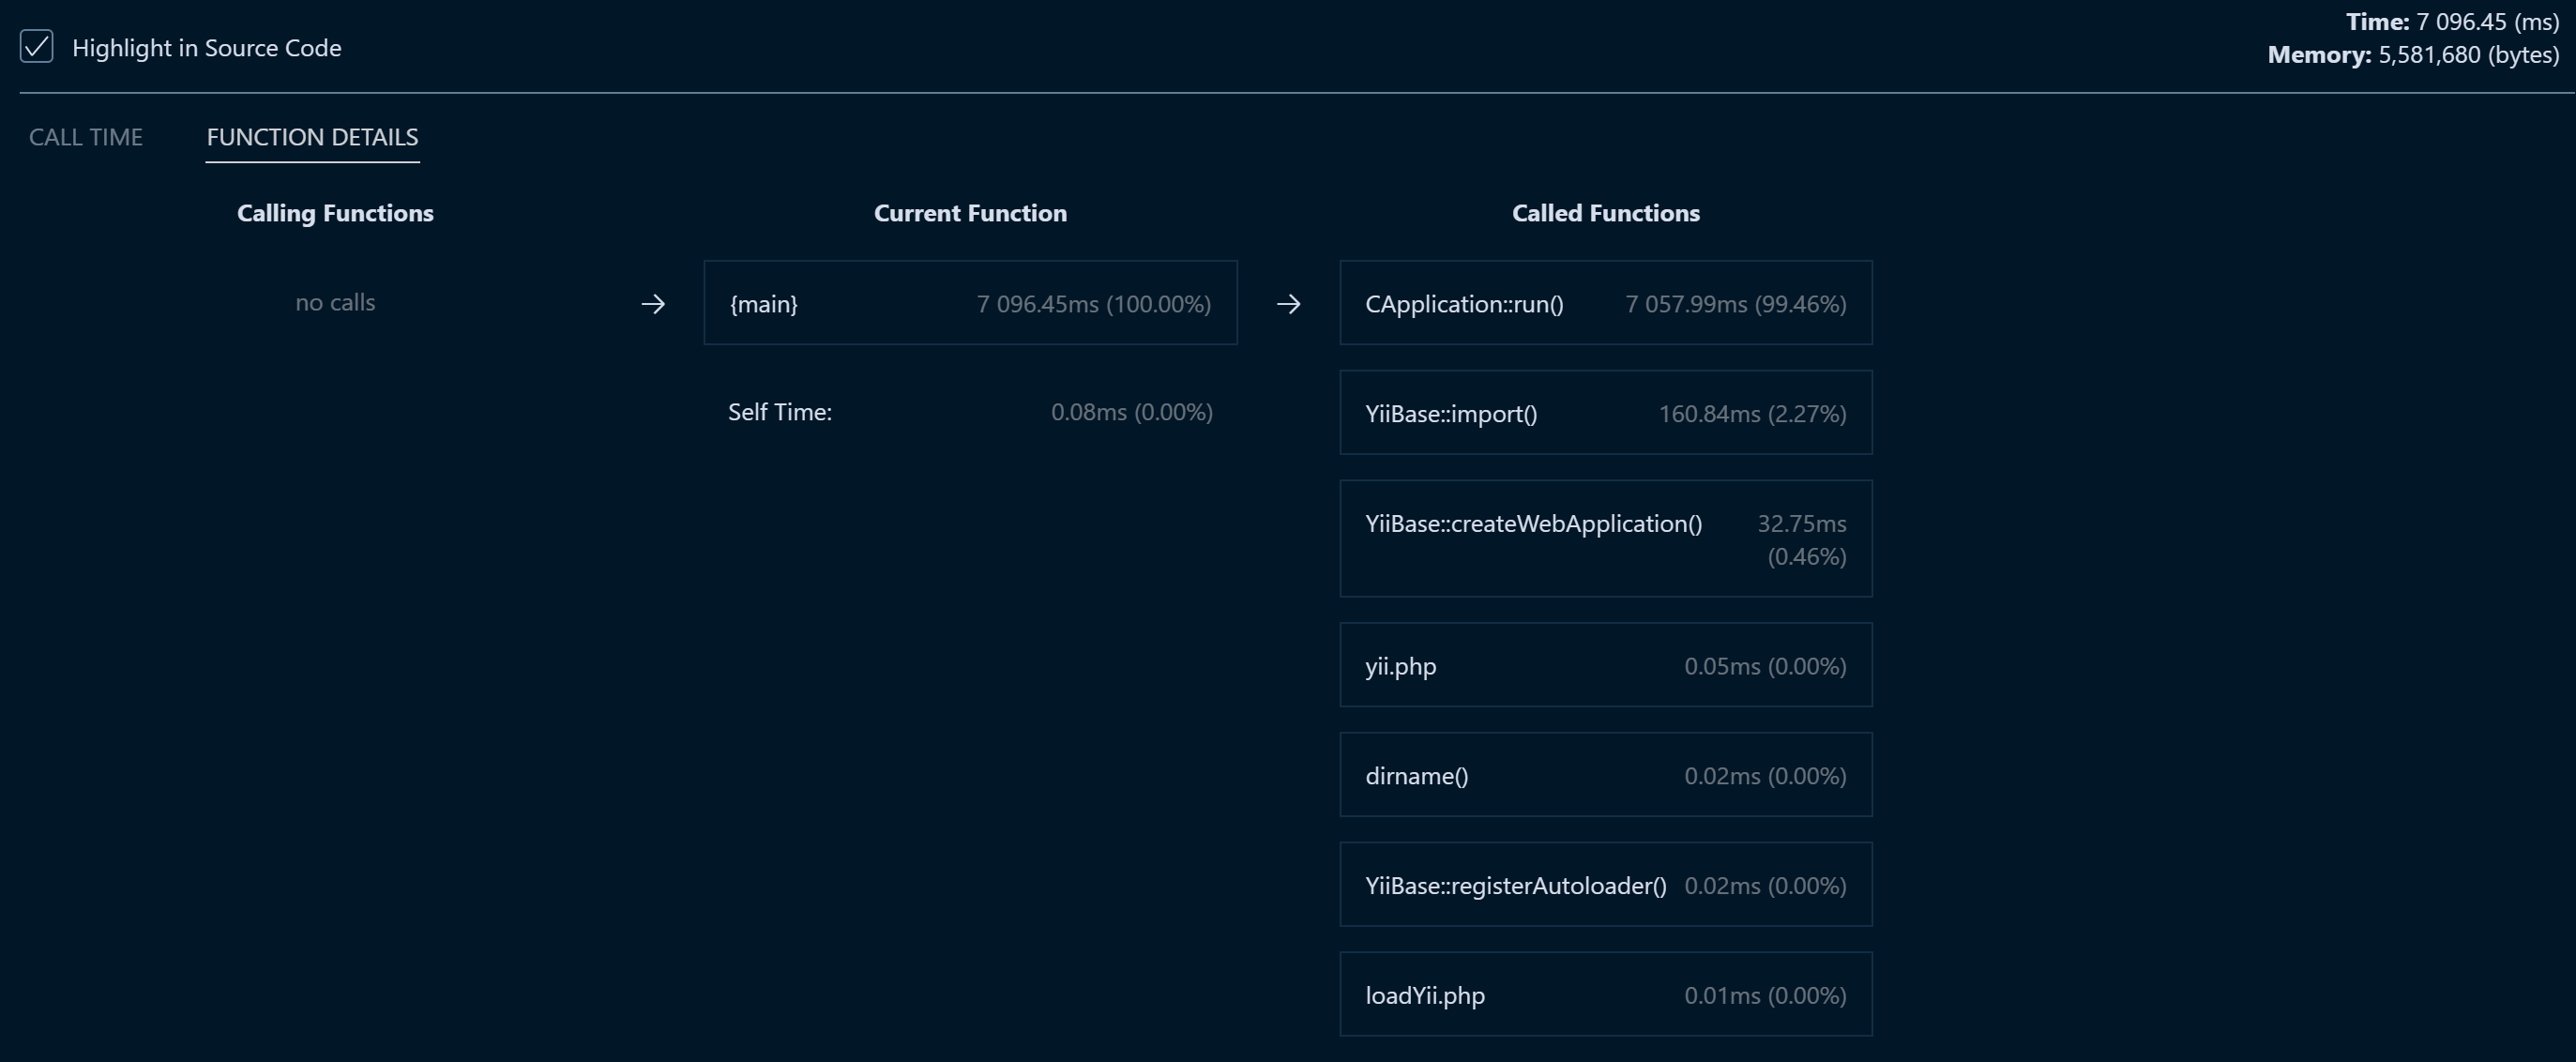 Highlight in Source Code
Time: 7 096.45 (ms)
Memory: 5,581,680 (bytes)
CALL TIME
FUNCTION DETAILS
Calling Functions
no calls
Current Function
{main} 7 096.45ms (100.00%)
Self Time: 0.08ms (0.00%)
Called Functions
CApplication::run() 7 057.99ms (99.46%)
YiiBase::import() 160.84ms (2.27%)
YiiBase::createWebApplication() 32.75ms
(0.46%)
yii.php 0.05ms (0.00%)
dirname() 0.02ms (0.00%)
YiiBase::registerAutoloader() 0.02ms (0.00%)
loadYii.php 0.01ms (0.00%)